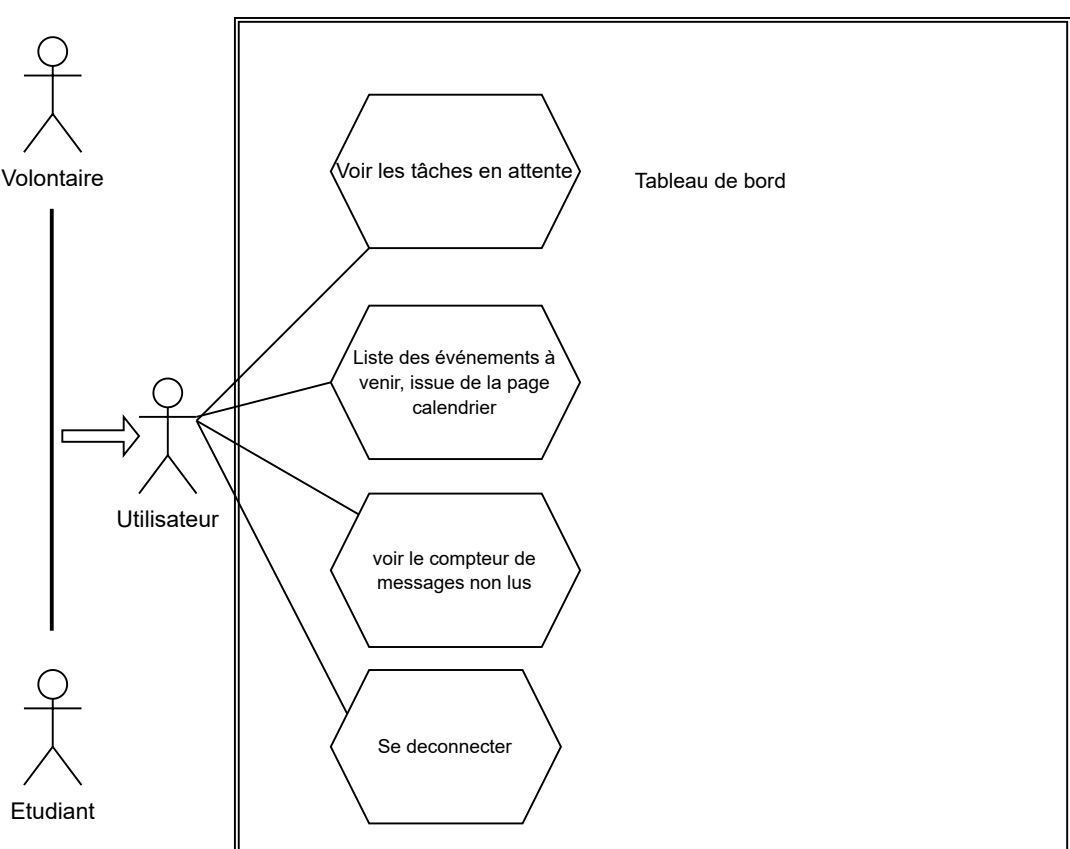 Volontaire
Voir les tâches en attente
Tableau de bord
Liste des événements à
venir, issue de la page
calendrier
Utilisateur
voir le compteur de
messages non lus
Se deconnecter
Etudiant